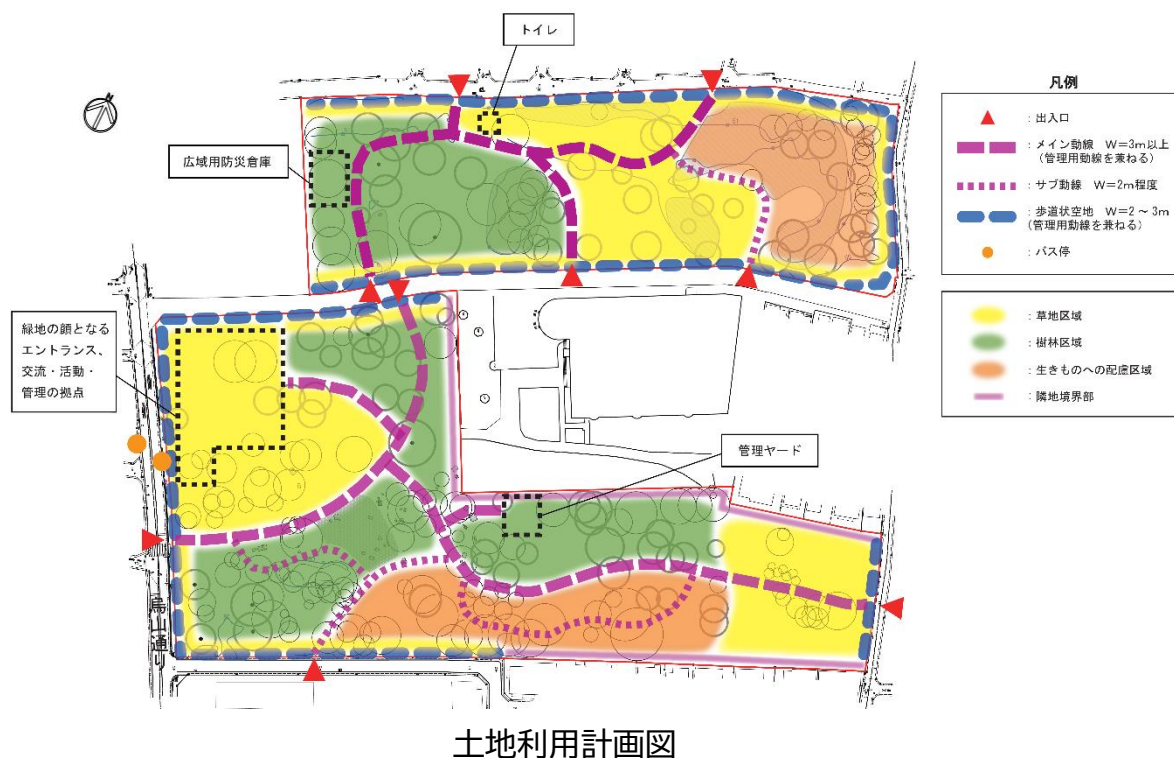 トイレ
広域用防災倉庫
緑地の顔となる
エントランス、
交流・活動・
管理の拠点
管理ヤード
烏山通り
凡例
：出入口
：メイン動線　W＝3m以上
（管理用動線を兼ねる）
：サブ動線　W＝2m程度
：歩道状空地　W＝2～3m
(管理用動線を兼ねる）
：バス停
：草地区域
：樹林区域
：生きものへの配慮区域
：隣地境界部
土地利用計画図